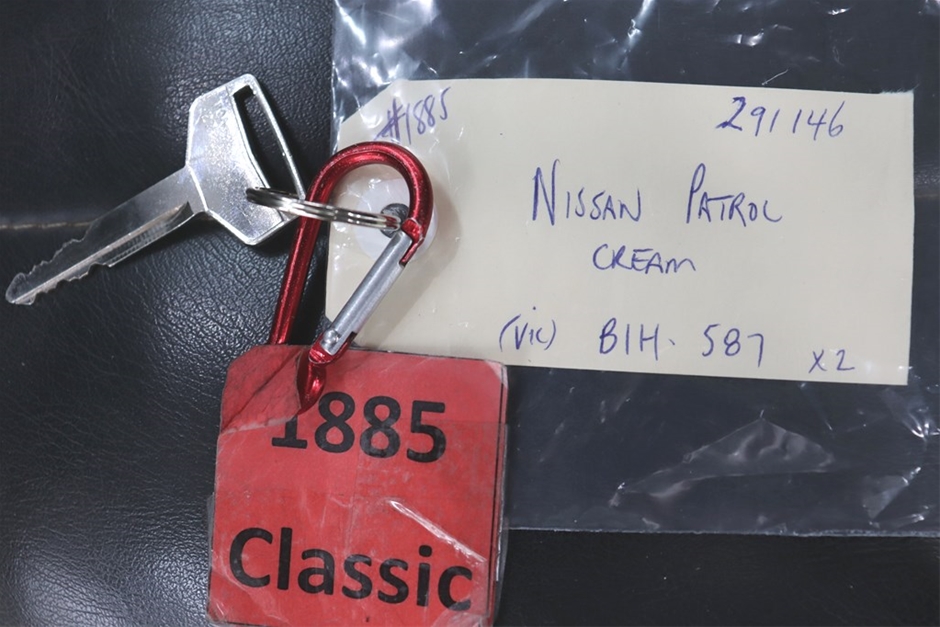 #1885
291146
NISSAN PATROL
CREAM
(VIC) BIH· 587 x2
1885
Classic